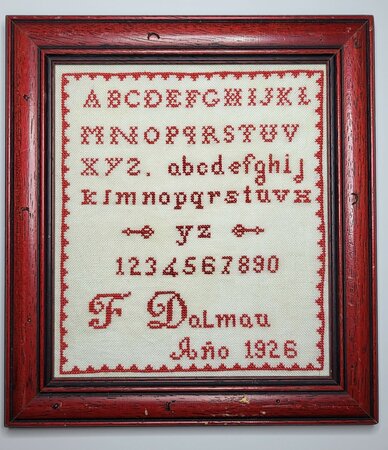 ABCDEFGHIJKL
MNOPQRSTUV
XYZ. abcdefghij
klmnopqrstuvx
yz
1234567890
F Dalmau
Año 1926